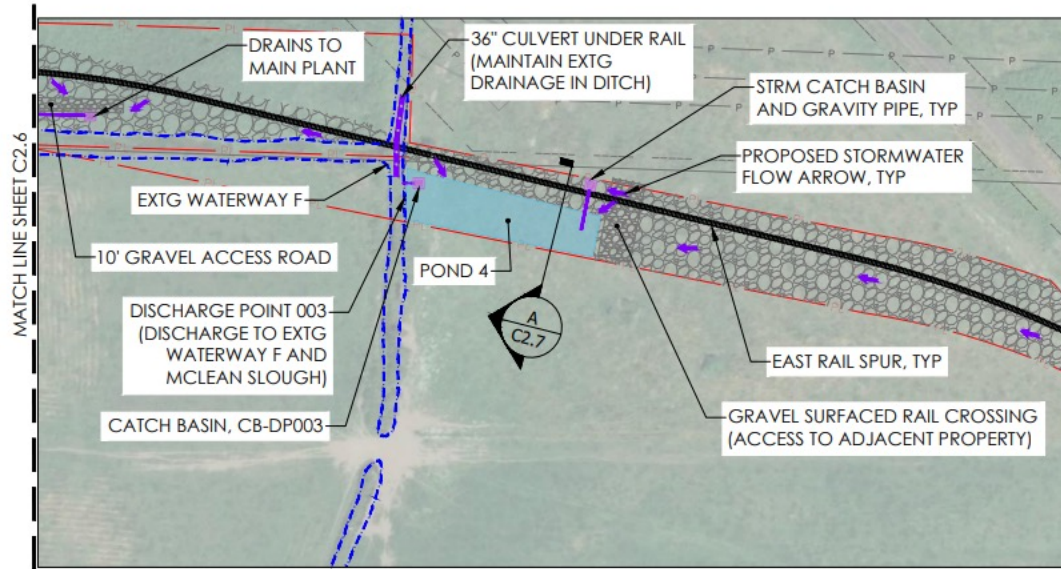 MATCH LINE SHEET C2.6
DRAINS TO
MAIN PLANT
36" CULVERT UNDER RAIL
(MAINTAIN EXTG
DRAINAGE IN DITCH)
STRM CATCH BASIN
AND GRAVITY PIPE, TYP
PROPOSED STORMWATER
FLOW ARROW, TYP
EXTG WATERWAY F
10' GRAVEL ACCESS ROAD
POND 4
DISCHARGE POINT 003
(DISCHARGE TO EXTG
WATERWAY F AND
MCLEAN SLOUGH)
A
C2.7
EAST RAIL SPUR, TYP
CATCH BASIN, CB-DP003
GRAVEL SURFACED RAIL CROSSING
(ACCESS TO ADJACENT PROPERTY)